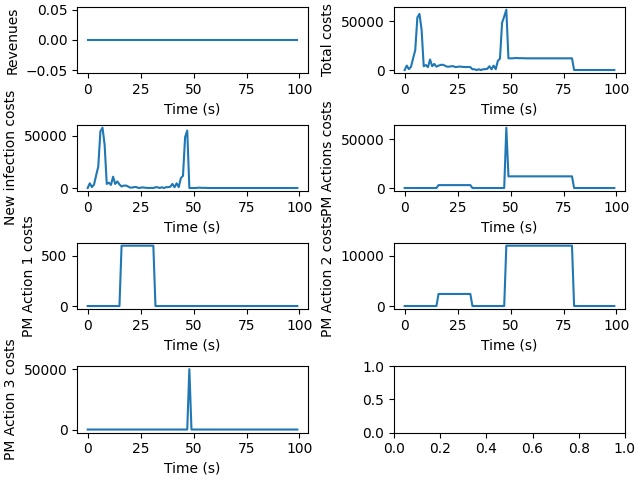 Revenues
0.05
0.00
−0.05
0 25 50 75 100
Time (s)
Total costs
50000
0
0 25 50 75 100
Time (s)
New infection costs
50000
0
0 25 50 75 100
Time (s)
PM Actions costs
50000
0
0 25 50 75 100
Time (s)
PM Action 1 costs
500
0
0 25 50 75 100
Time (s)
PM Action 2 costs
10000
0
0 25 50 75 100
Time (s)
PM Action 3 costs
50000
0
0 25 50 75 100
Time (s)
1.0
0.5
0.0
0.0 0.2 0.4 0.6 0.8 1.0